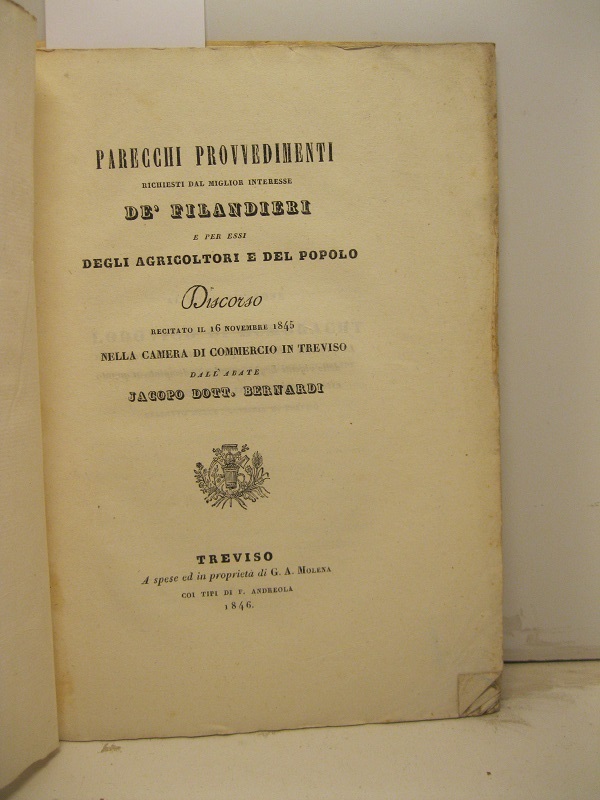 PARECCHI PROVVEDIMENTI
RICHIESTI DAL MIGLIOR INTERESSE
DE' FILANDIERI
E PER ESSI
DEGLI AGRICOLTORI E DEL POPOLO
Discorso
RECITATO IL 16 NOVEMBRE 1845
NELLA CAMERA DI COMMERCIO IN TREVISO
DALL'ABATE
JACOPO DOTT. BERNARDI
TREVISO
A spese ed in proprietà di G. A. MOLENA
COI TIPI DI F. ANDREOLA
1846.